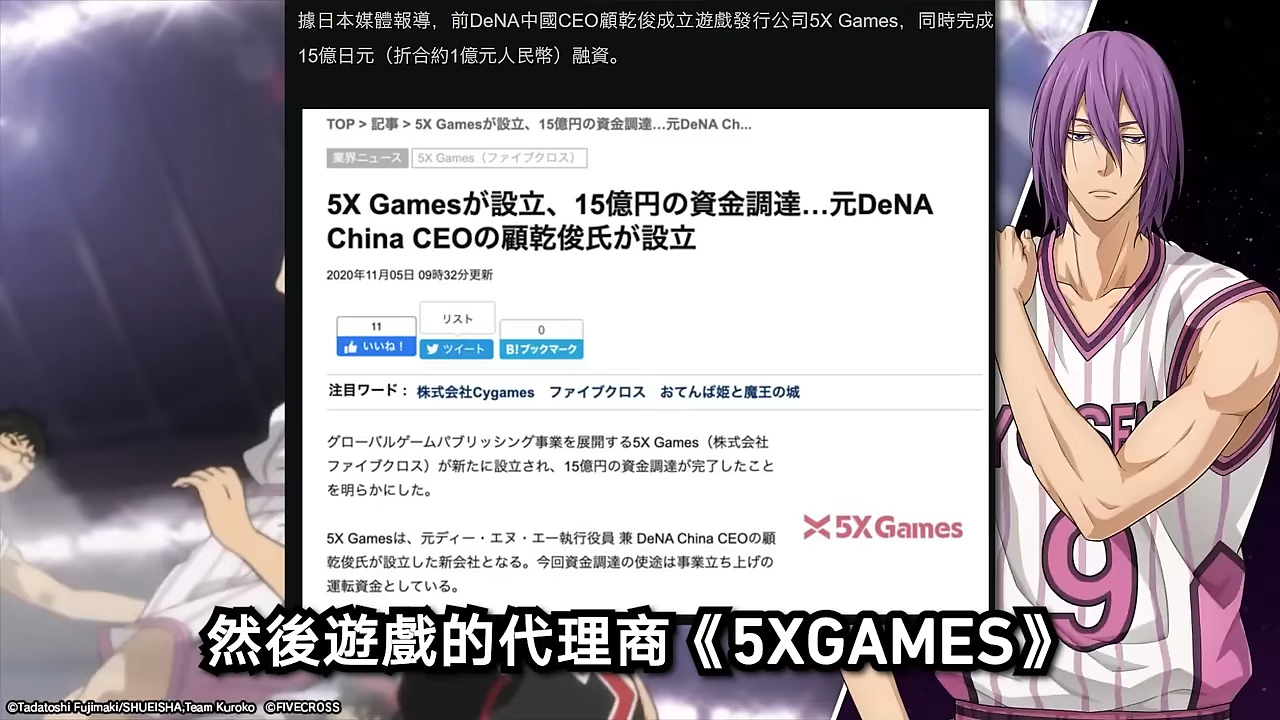 據日本媒體報導，前DeNA中國CEO顧乾俊成立遊戲發行公司5X Games，同時完成
15億日元（折合約1億元人民幣）融資。
TOP > 記事 > 5X Gamesが設立、15億円の資金調達…元DeNA Ch...
業界ニュース 5X Games（ファイブクロス）
5X Gamesが設立、15億円の資金調達…元DeNA
China CEOの顧乾俊氏が設立
2020年11月05日 09時32分更新
11 リスト 0
いいね！ ツイート B!ブックマーク
注目ワード： 株式会社Cygames ファイブクロス おてんば姫と魔王の城
グローバルゲームパブリッシング事業を展開する5X Games（株式会社
ファイブクロス）が新たに設立され、15億円の資金調達が完了したこと
を明らかにした。
5X Games
5X Gamesは、元ディー・エヌ・エー執行役員 兼 DeNA China CEOの顧
乾俊氏が設立した新会社となる。今回資金調達の使途は事業立ち上げの
運転資金としている。
9
然後遊戲的代理商《5XGAMES》
©Tadatoshi Fujimaki/SHUEISHA,Team Kuroko ©FIVECROSS